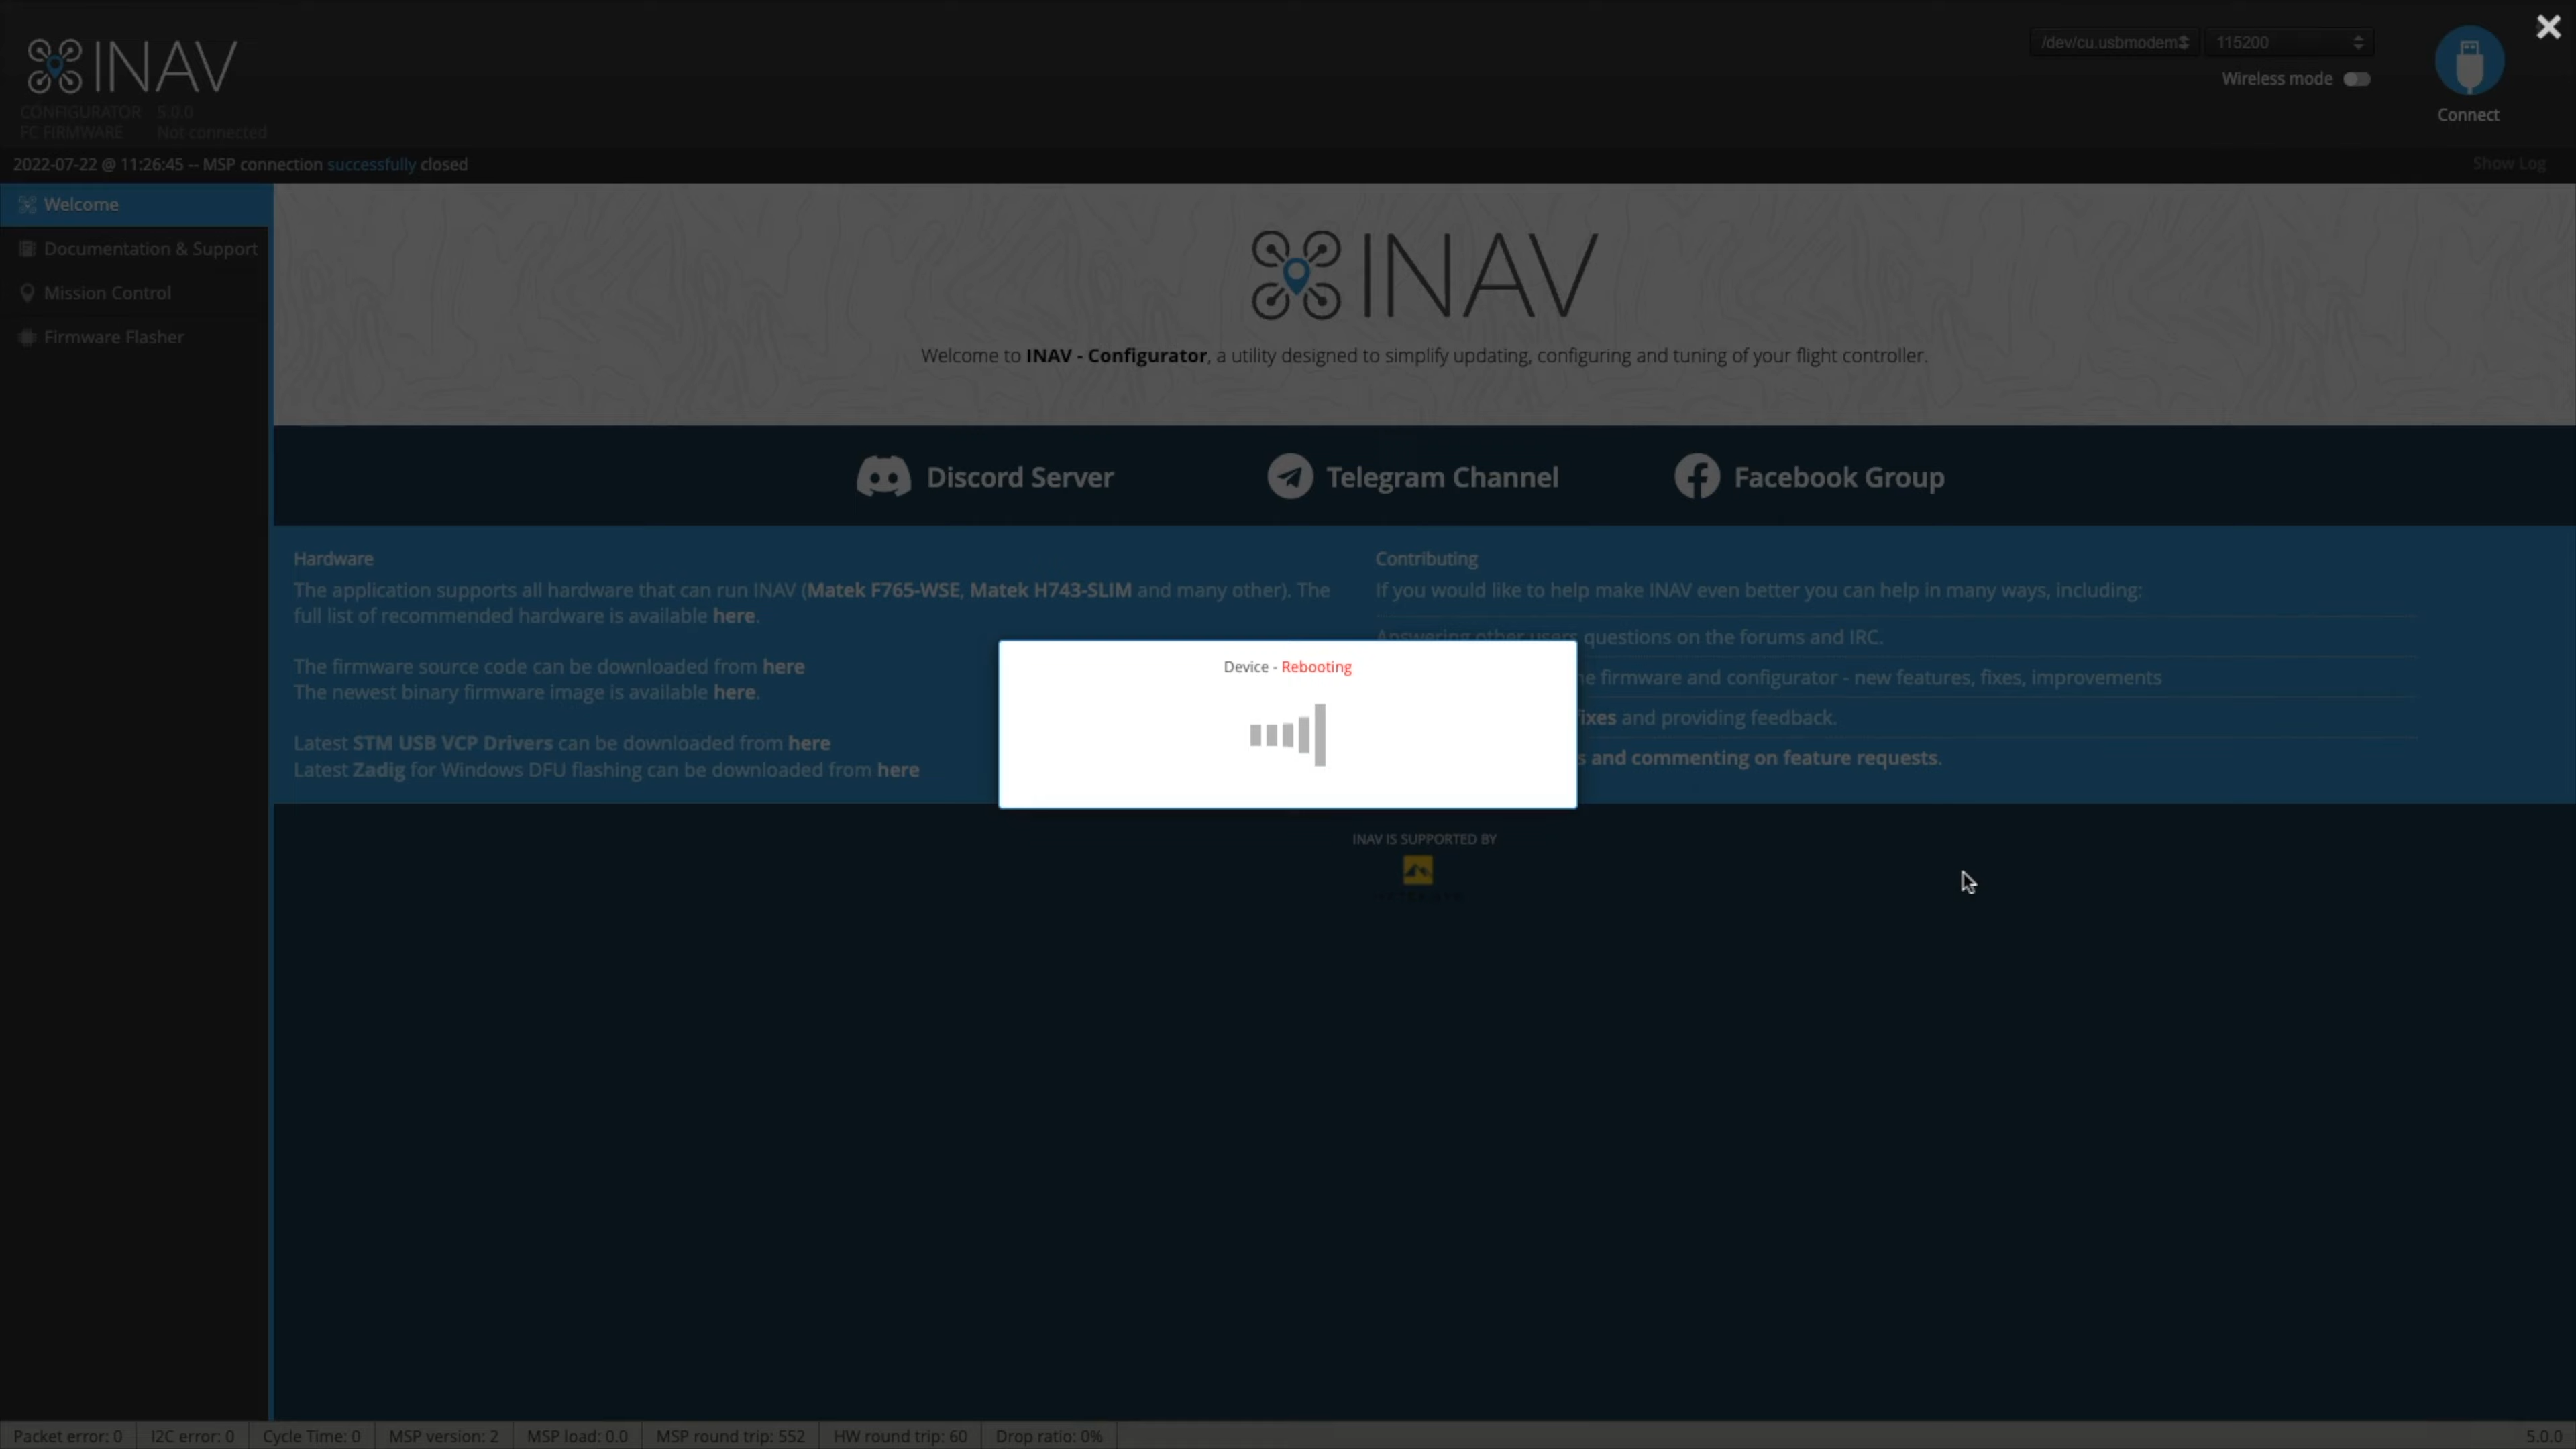 INAV
CONFIGURATOR 5.0.0
FC FIRMWARE Not connected
/dev/cu.usbmodem
115200
Wireless mode
Connect
2022-07-22 @ 11:26:45 -- MSP connection successfully closed
Show Log
Welcome
Documentation & Support
Mission Control
Firmware Flasher
INAV
Welcome to INAV - Configurator, a utility designed to simplify updating, configuring and tuning of your flight controller.
Discord Server
Telegram Channel
Facebook Group
Hardware
The application supports all hardware that can run INAV (Matek F765-WSE, Matek H743-SLIM and many other). The
full list of recommended hardware is available here.
The firmware source code can be downloaded from here
The newest binary firmware image is available here.
Latest STM USB VCP Drivers can be downloaded from here
Latest Zadig for Windows DFU flashing can be downloaded from here
Contributing
If you would like to help make INAV even better you can help in many ways, including:
Answering other users questions on the forums and IRC.
firmware and configurator - new features, fixes, improvements
and providing feedback.
and commenting on feature requests.
Device - Rebooting
INAV IS SUPPORTED BY
Packet error: 0
I2C error: 0
Cycle Time: 0
MSP version: 2
MSP load: 0.0
MSP round trip: 552
HW round trip: 60
Drop ratio: 0%
5.0.0